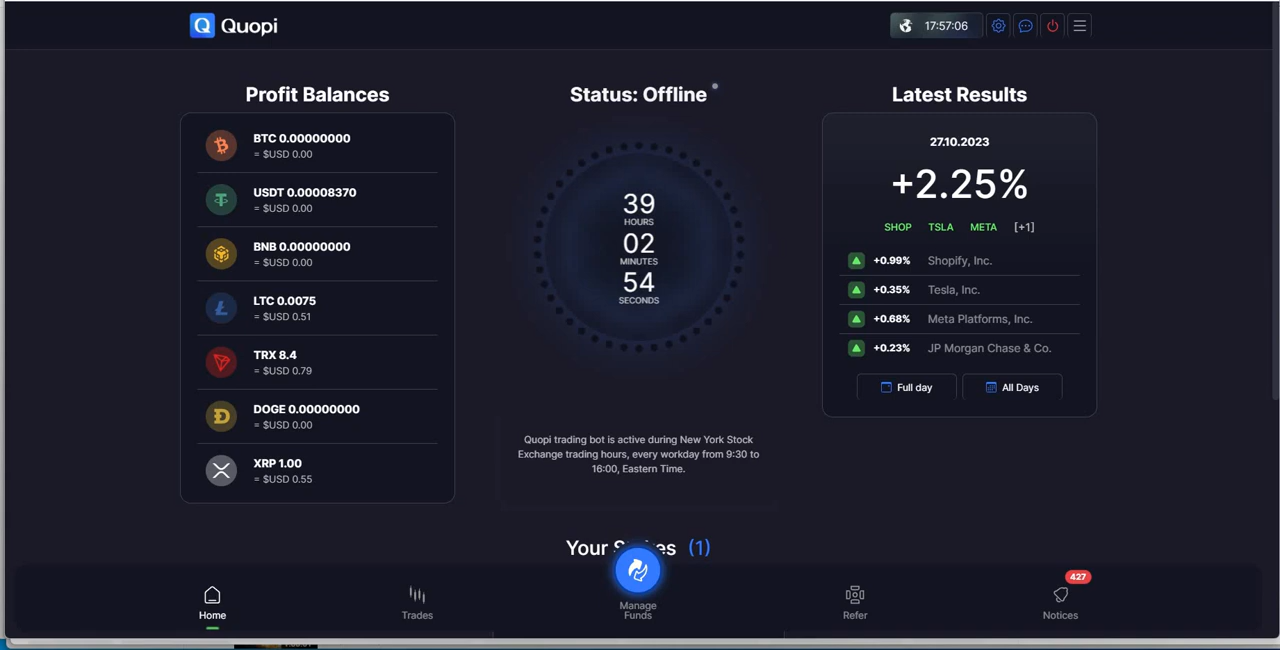 Quopi
17:57:06
Profit Balances
BTC 0.00000000
= $USD 0.00
USDT 0.00008370
= $USD 0.00
BNB 0.00000000
= $USD 0.00
LTC 0.0075
= $USD 0.51
TRX 8.4
= $USD 0.79
DOGE 0.00000000
= $USD 0.00
XRP 1.00
= $USD 0.55
Status: Offline
39
HOURS
02
MINUTES
54
SECONDS
Quopi trading bot is active during New York Stock
Exchange trading hours, every workday from 9:30 to
16:00, Eastern Time.
Latest Results
27.10.2023
+2.25%
SHOP TSLA META [+1]
+0.99% Shopify, Inc.
+0.35% Tesla, Inc.
+0.68% Meta Platforms, Inc.
+0.23% JP Morgan Chase & Co.
Full day All Days
Your (1)
Home
Trades
Manage
Funds
Refer
427
Notices